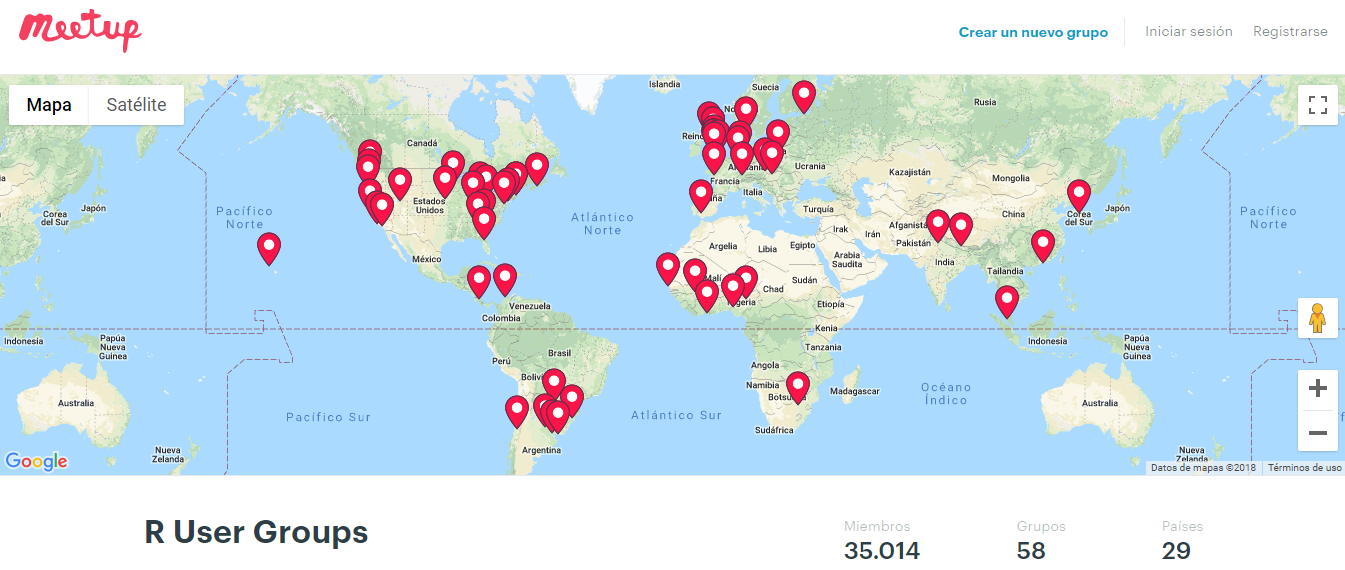 Meetup
Crear un nuevo grupo
Iniciar sesión
Registrarse
Mapa
Satélite
Islandia
Suecia
Rusia
Canadá
Ucrania
Kazajistán
Mongolia
Francia
Italia
Estados
Unidos
Corea
del Sur
Japón
Pacífico
Norte
Atlántico
Norte
Turquía
Irak
Irán
China
Corea
del Sur
Japón
Pacífico
Norte
México
Argelia
Libia
Egipto
Arabia
Saudita
Pakistán
India
Tailandia
Malí
Chad
Sudán
Etiopía
Venezuela
Colombia
Indonesia
Papúa
Nueva
Guinea
Kenia
Tanzania
Indonesia
Papúa
Nueva
Guinea
Perú
Brasil
Angola
Namibia
Madagascar
Australia
Pacífico Sur
Atlántico Sur
Océano
Índico
Australia
Sudáfrica
Argentina
Nueva
Zelanda
Nueva
Zelanda
Google
Datos de mapas ©2018
Términos de uso
R User Groups
Miembros
35.014
Grupos
58
Países
29